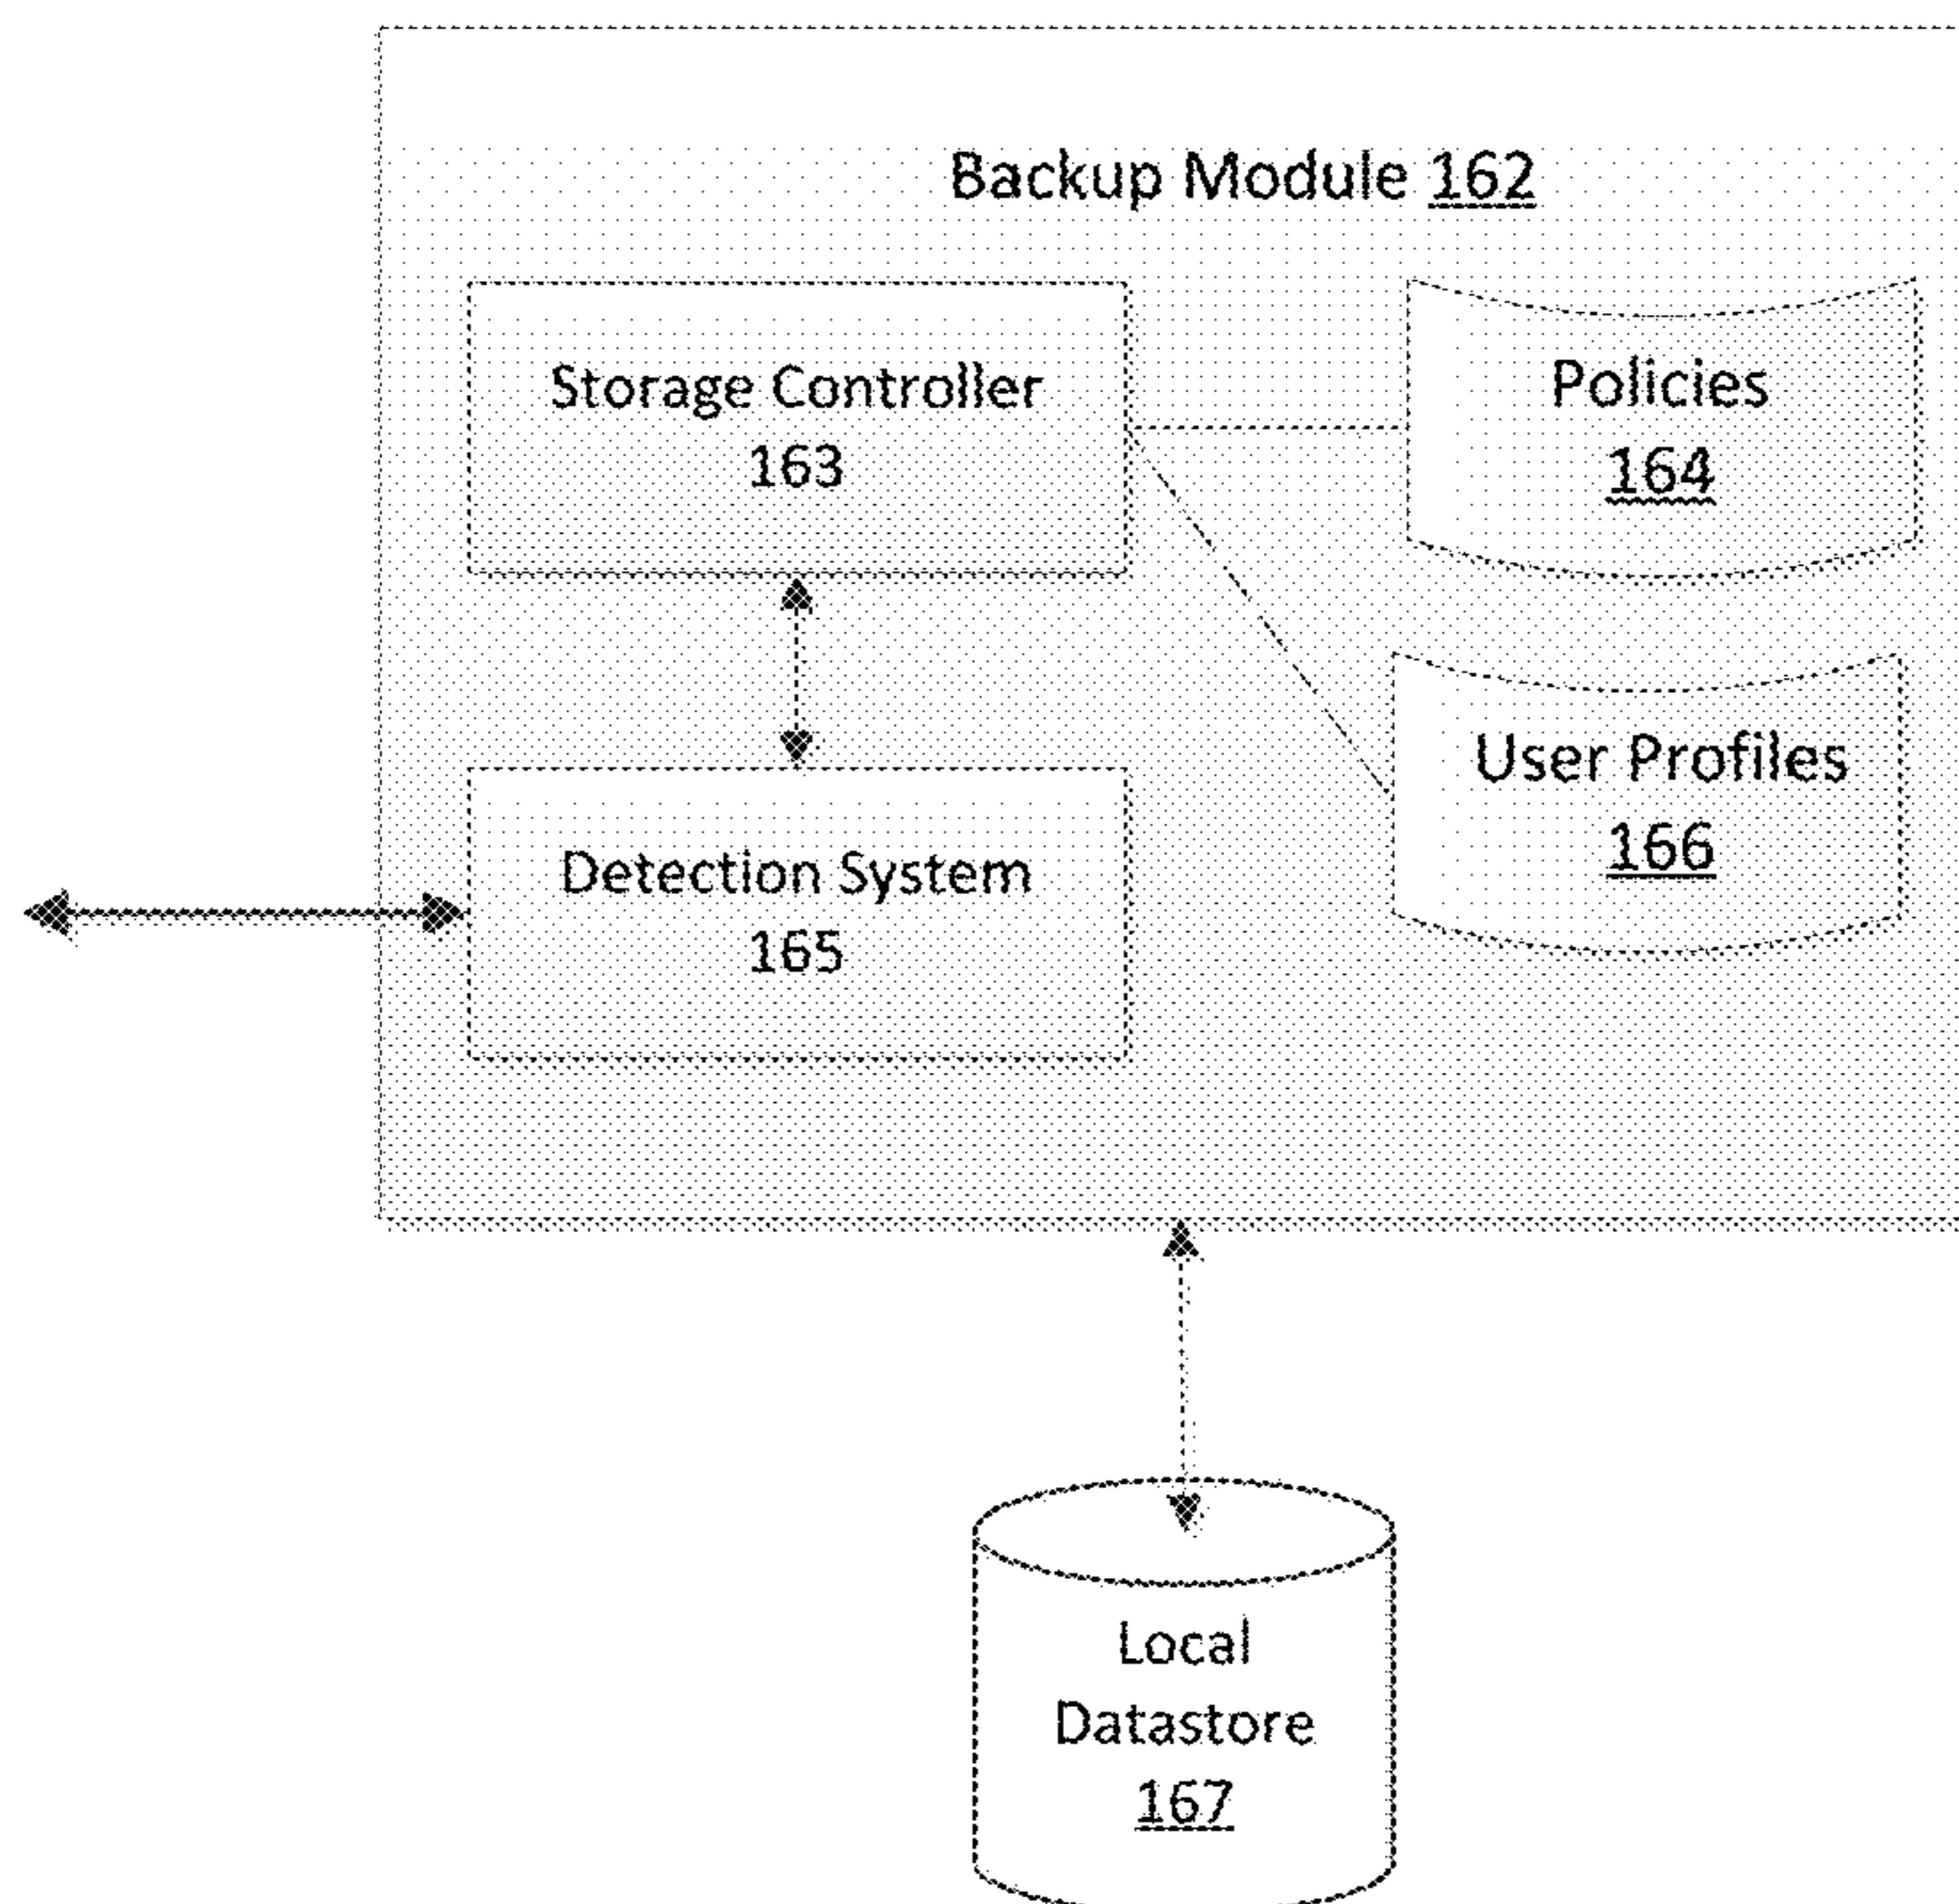 Backup Module 162
Storage Controller
163
Policies
164
Detection System
165
User Profiles
166
Local
Datastore
167